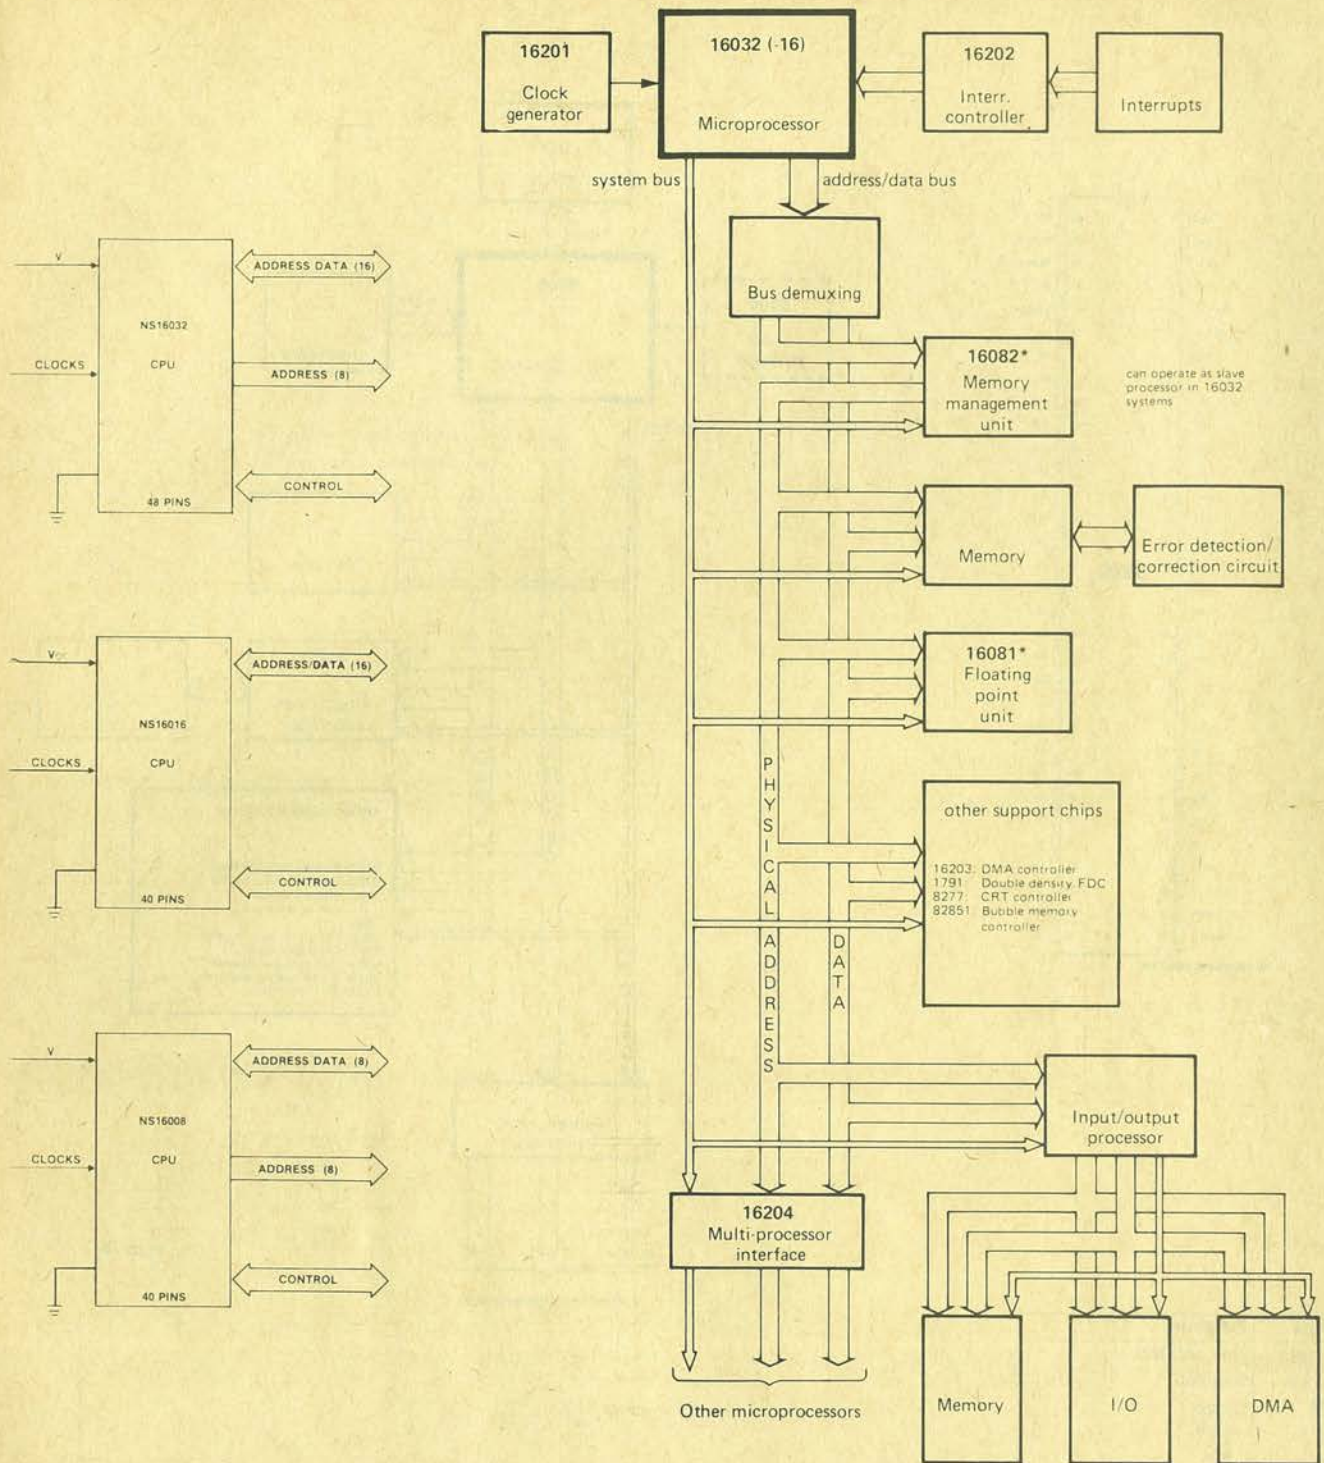 V
ADDRESS DATA (16)
NS16032
CPU
CLOCKS
ADDRESS (8)
CONTROL
48 PINS
ADDRESS/DATA (16)
NS16016
CPU
CLOCKS
CONTROL
40 PINS
V
ADDRESS DATA (8)
NS16008
CPU
CLOCKS
ADDRESS (8)
CONTROL
40 PINS
16201
Clock
generator
16032 (-16)
Microprocessor
16202
Interr.
controller
Interrupts
system bus
address/data bus
Bus demuxing
16082*
Memory
management
unit
can operate as slave
processor in 16032
systems
Memory
Error detection/
correction circuit
16081*
Floating
point
unit
PHYSICAL ADDRESS
DATA
other support chips
16203: DMA controller
1791: Double density FDC
8277: CRT controller
82851: Bubble memory
controller
Input/output
processor
16204
Multi-processor
interface
Other microprocessors
Memory
I/O
DMA